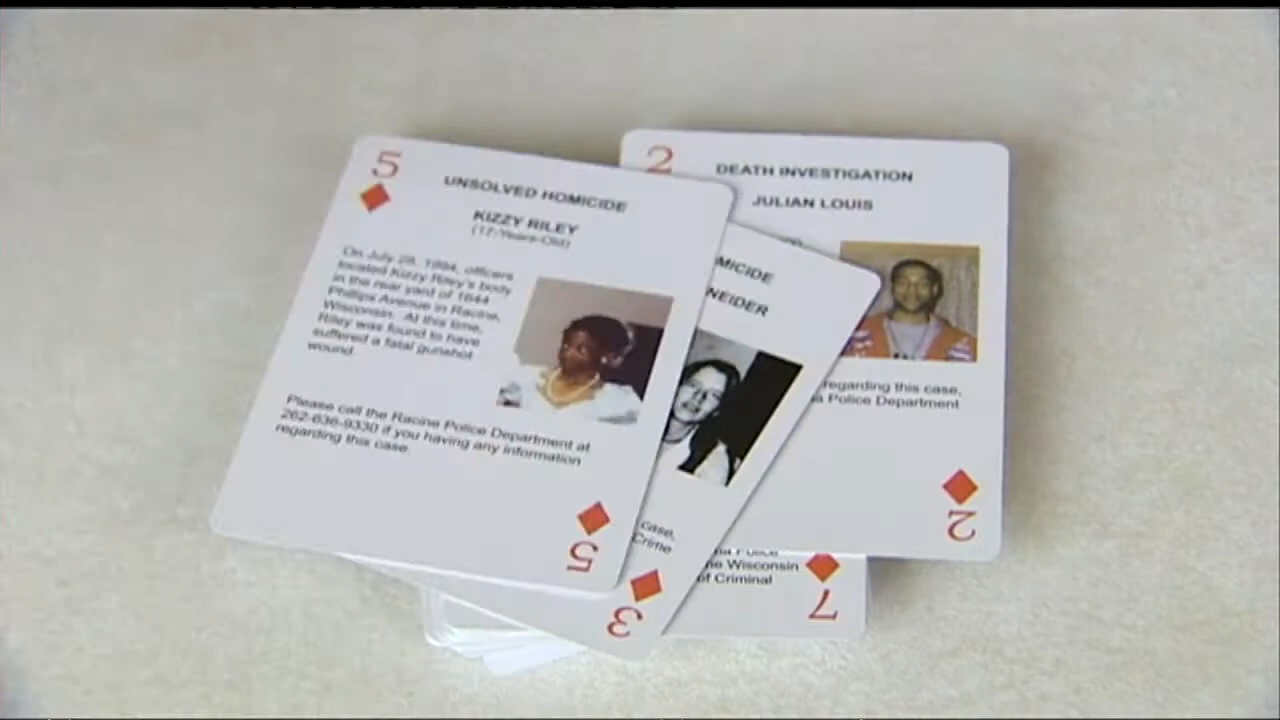 5
UNSOLVED HOMICIDE
KIZZY RILEY
(17-Years-Old)
On July 28, 1994, officers
located Kizzy Riley's body
in the rear yard of 1844
Phillips Avenue in Racine,
Wisconsin. At this time,
Riley was found to have
suffered a fatal gunshot
wound.
Please call the Racine Police Department at
262-636-9330 if you having any information
regarding this case.
5
MICIDE
NEIDER
case,
Crime
3
2
DEATH INVESTIGATION
JULIAN LOUIS
regarding this case,
Police Department
2
Police
Wisconsin
of Criminal
7